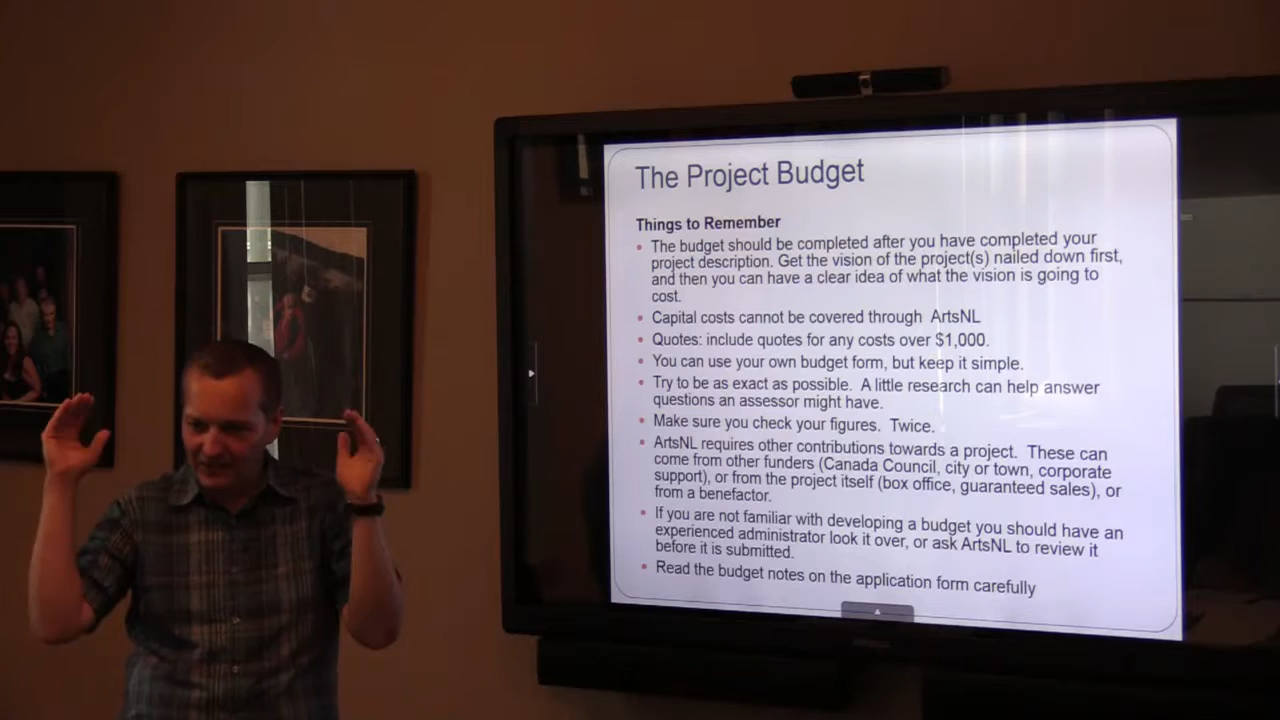 The Project Budget
Things to Remember
• The budget should be completed after you have completed your
project description. Get the vision of the project(s) nailed down first,
and then you can have a clear idea of what the vision is going to
cost.
• Capital costs cannot be covered through ArtsNL
• Quotes: include quotes for any costs over $1,000.
• You can use your own budget form, but keep it simple.
• Try to be as exact as possible. A little research can help answer
questions an assessor might have.
• Make sure you check your figures. Twice.
• ArtsNL requires other contributions towards a project. These can
come from other funders (Canada Council, city or town, corporate
support), or from the project itself (box office, guaranteed sales), or
from a benefactor.
• If you are not familiar with developing a budget you should have an
experienced administrator look it over, or ask ArtsNL to review it
before it is submitted.
• Read the budget notes on the application form carefully